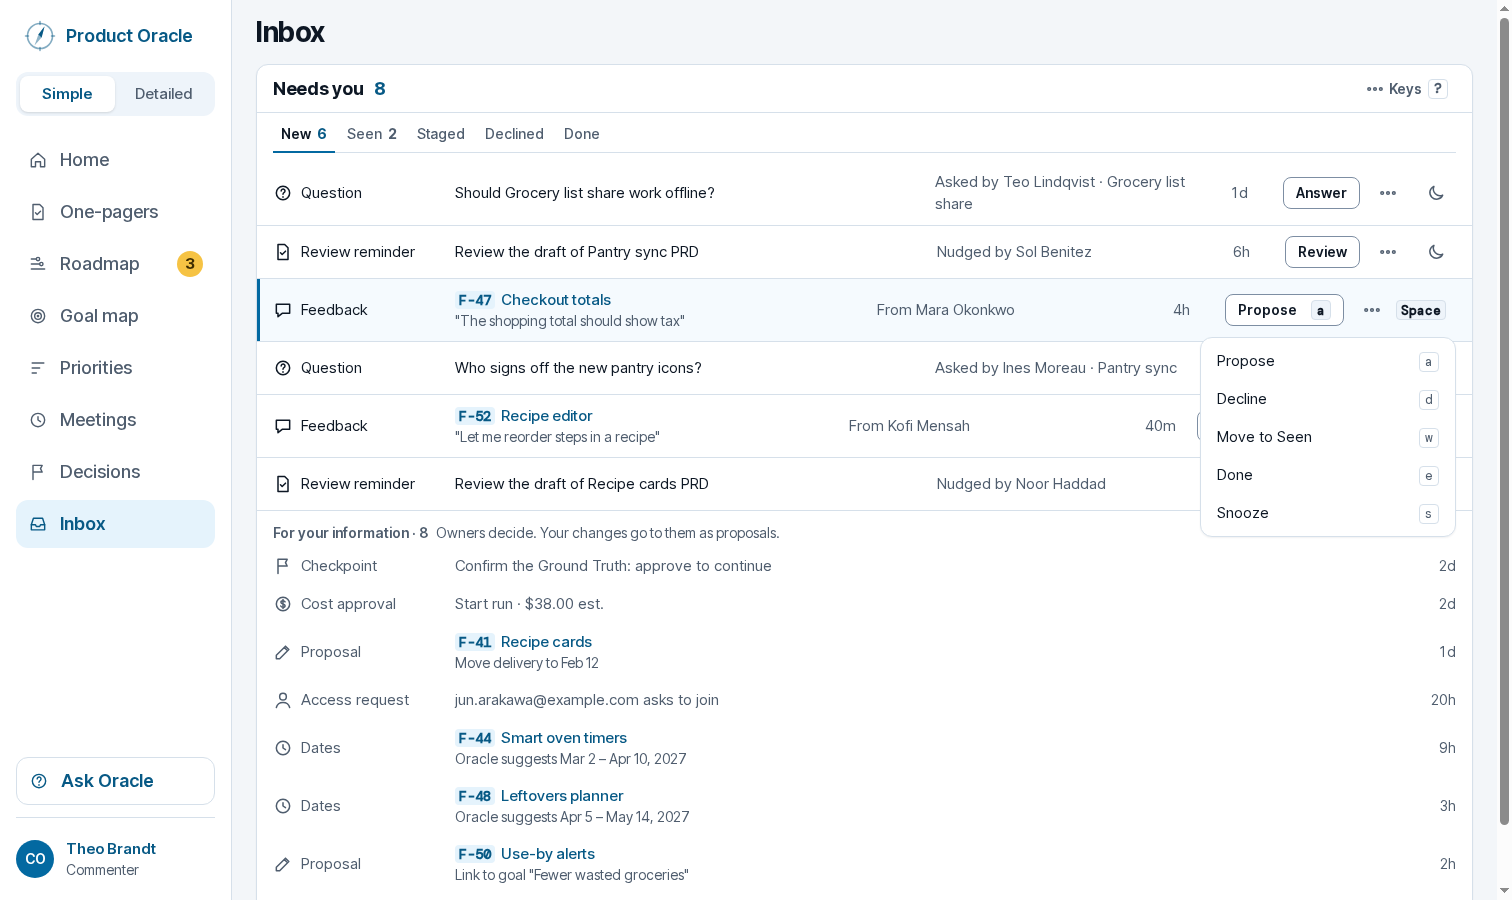 Product Oracle
Simple
Detailed
Home
One-pagers
Roadmap
3
Goal map
Priorities
Meetings
Decisions
Inbox
Ask Oracle
CO
Theo Brandt
Commenter
Inbox
Needs you 8
Keys ?
New 6
Seen 2
Staged
Declined
Done
Question
Should Grocery list share work offline?
Asked by Teo Lindqvist · Grocery list
share
1d
Answer
Review reminder
Review the draft of Pantry sync PRD
Nudged by Sol Benitez
6h
Review
Feedback
F-47 Checkout totals
"The shopping total should show tax"
From Mara Okonkwo
4h
Propose a
Space
Question
Who signs off the new pantry icons?
Asked by Ines Moreau · Pantry sync
Feedback
F-52 Recipe editor
"Let me reorder steps in a recipe"
From Kofi Mensah
40m
Review reminder
Review the draft of Recipe cards PRD
Nudged by Noor Haddad
Propose a
Decline d
Move to Seen w
Done e
Snooze s
For your information · 8 Owners decide. Your changes go to them as proposals.
Checkpoint
Confirm the Ground Truth: approve to continue
2d
Cost approval
Start run · $38.00 est.
2d
Proposal
F-41 Recipe cards
Move delivery to Feb 12
1d
Access request
jun.arakawa@example.com asks to join
20h
Dates
F-44 Smart oven timers
Oracle suggests Mar 2 – Apr 10, 2027
9h
Dates
F-48 Leftovers planner
Oracle suggests Apr 5 – May 14, 2027
3h
Proposal
F-50 Use-by alerts
Link to goal "Fewer wasted groceries"
2h